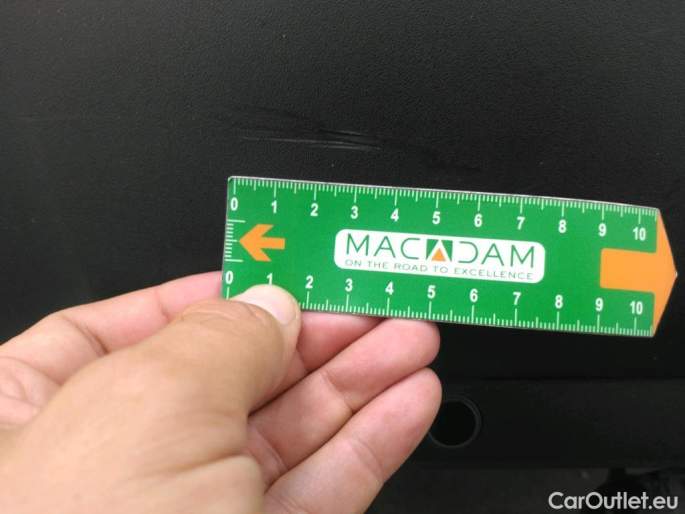 0 1 2 3 4 5 6 7 8 9 10
MACADAM
ON THE ROAD TO EXCELLENCE
0 1 2 3 4 5 6 7 8 9 10
CarOutlet.eu